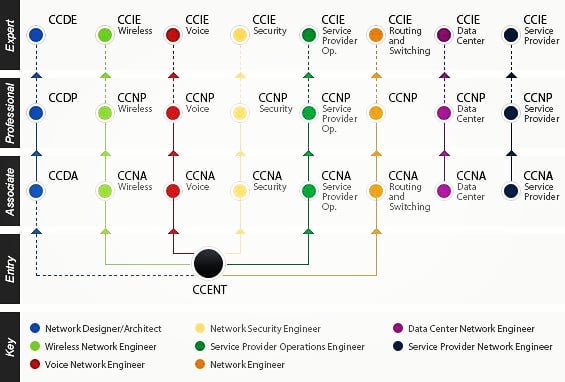 Expert
CCDE
CCIE
Wireless
CCIE
Voice
CCIE
Security
CCIE
Service
Provider
Op.
CCIE
Routing
and
Switching
CCIE
Data
Center
CCIE
Service
Provider
Professional
CCDP
CCNP
Wireless
CCNP
Voice
CCNP
Security
CCNP
Service
Provider
Op.
CCNP
CCNP
Data
Center
CCNP
Service
Provider
Associate
CCDA
CCNA
Wireless
CCNA
Voice
CCNA
Security
CCNA
Service
Provider
Op.
CCNA
Routing
and
Switching
CCNA
Data
Center
CCNA
Service
Provider
Entry
CCENT
Key
Network Designer/Architect
Wireless Network Engineer
Voice Network Engineer
Network Security Engineer
Service Provider Operations Engineer
Network Engineer
Data Center Network Engineer
Service Provider Network Engineer